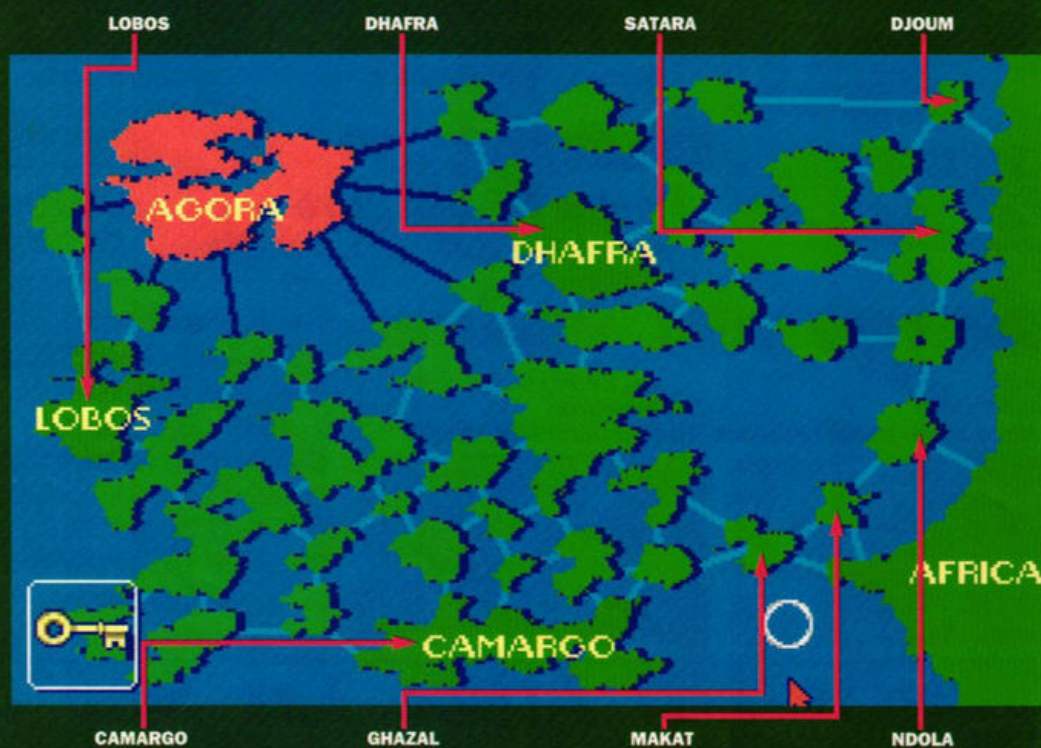 LOBOS
DHAFRA
SATARA
DJOUM
AGORA
DHAFRA
LOBOS
AFRICA
CAMARGO
CAMARGO
GHAZAL
MAKAT
NDOLA